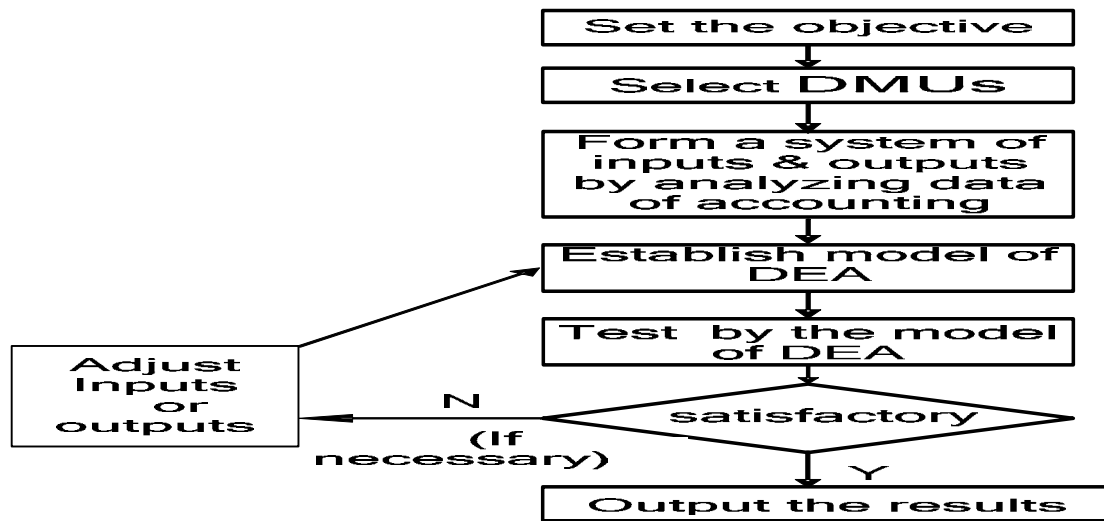 Set the objective
Select DMUs
Form a system of
inputs & outputs
by analyzing data
of accounting
Establish model of
DEA
Test by the model
of DEA
Adjust
Inputs
or
outputs
N
(If
necessary)
satisfactory
Y
Output the results